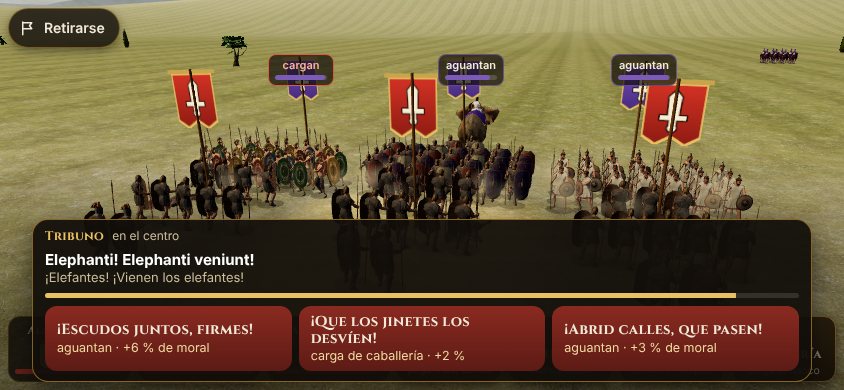 Retirarse
cargan
aguantan
aguantan
TRIBUNO en el centro
Elephanti! Elephanti veniunt!
¡Elefantes! ¡Vienen los elefantes!
¡ESCUDOS JUNTOS, FIRMES!
aguantan · +6 % de moral
¡QUE LOS JINETES LOS
DESVÍEN!
carga de caballería · +2 %
¡ABRID CALLES, QUE PASEN!
aguantan · +3 % de moral